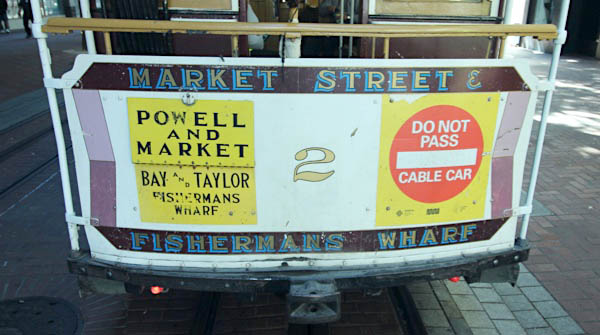 MARKET STREET &
POWELL
AND
MARKET
BAY AND TAYLOR
FISHERMANS
WHARF
2
DO NOT
PASS
CABLE CAR
FISHERMANS WHARF